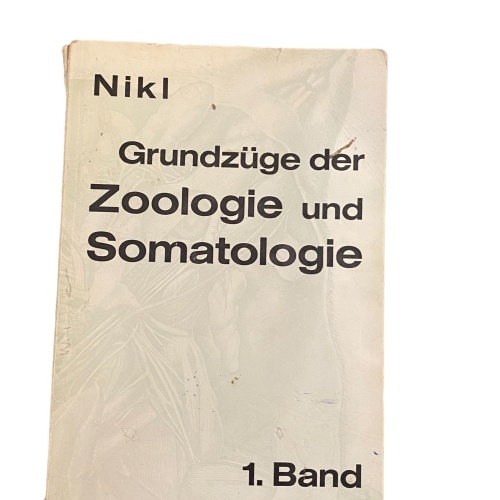 Nikl
Grundzüge der
Zoologie und
Somatologie
1. Band